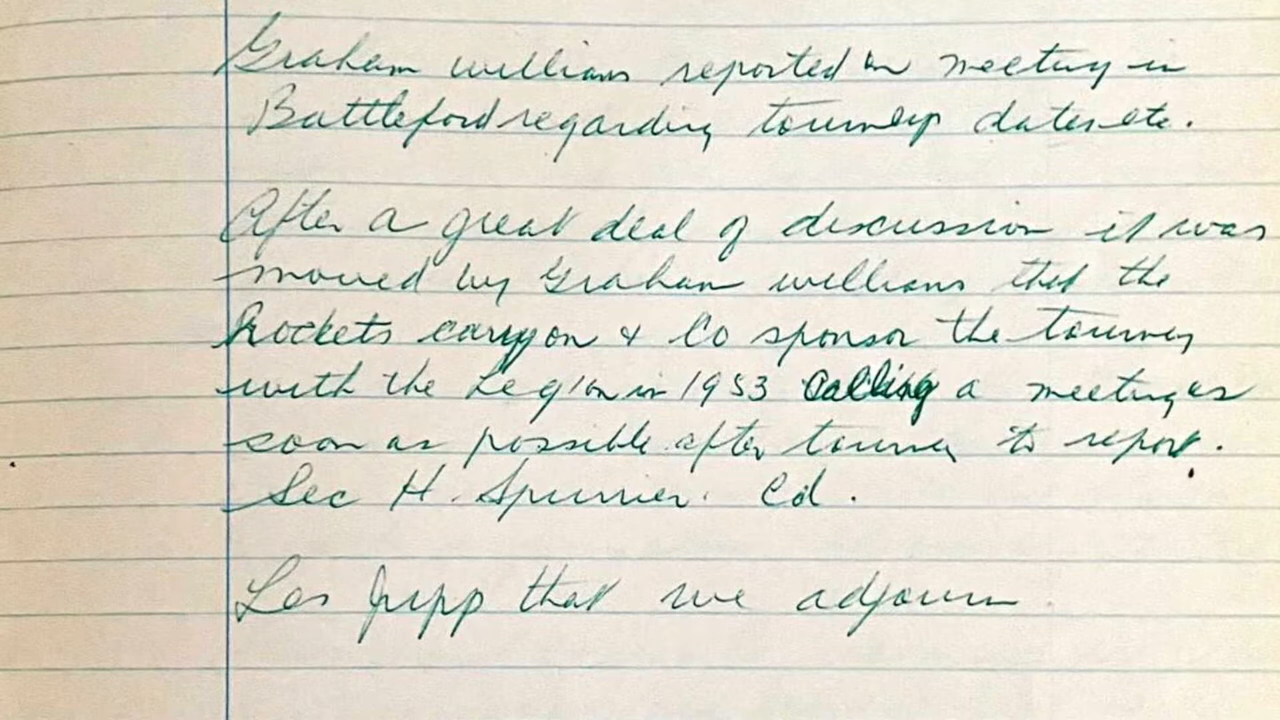 Graham Williams reported on meeting in
Battleford regarding tourney dates etc.
After a great deal of discussion it was
moved by Graham Williams that the
Rockets carry on & Co sponsor the tourney
with the Legion in 1953 Calling a meeting as
soon as possible after tourney to report.
Sec H. Spurrier. Cd.
Les Jupp that we adjourn